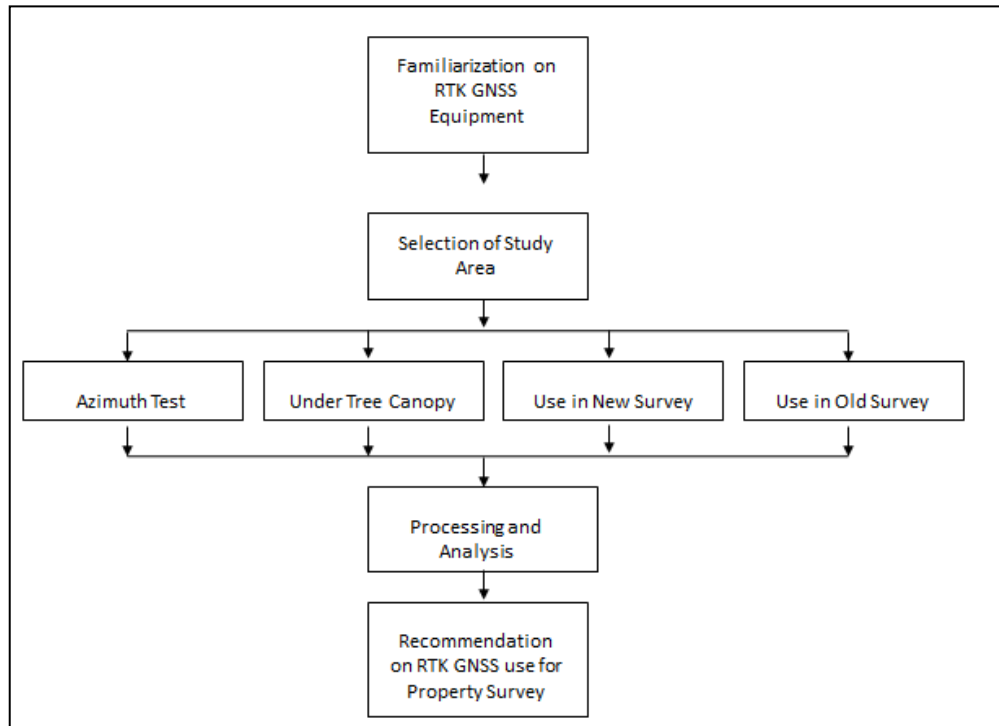 Familiarization on
RTK GNSS
Equipment
Selection of Study
Area
Azimuth Test
Under Tree Canopy
Use in New Survey
Use in Old Survey
Processing and
Analysis
Recommendation
on RTK GNSS use for
Property Survey